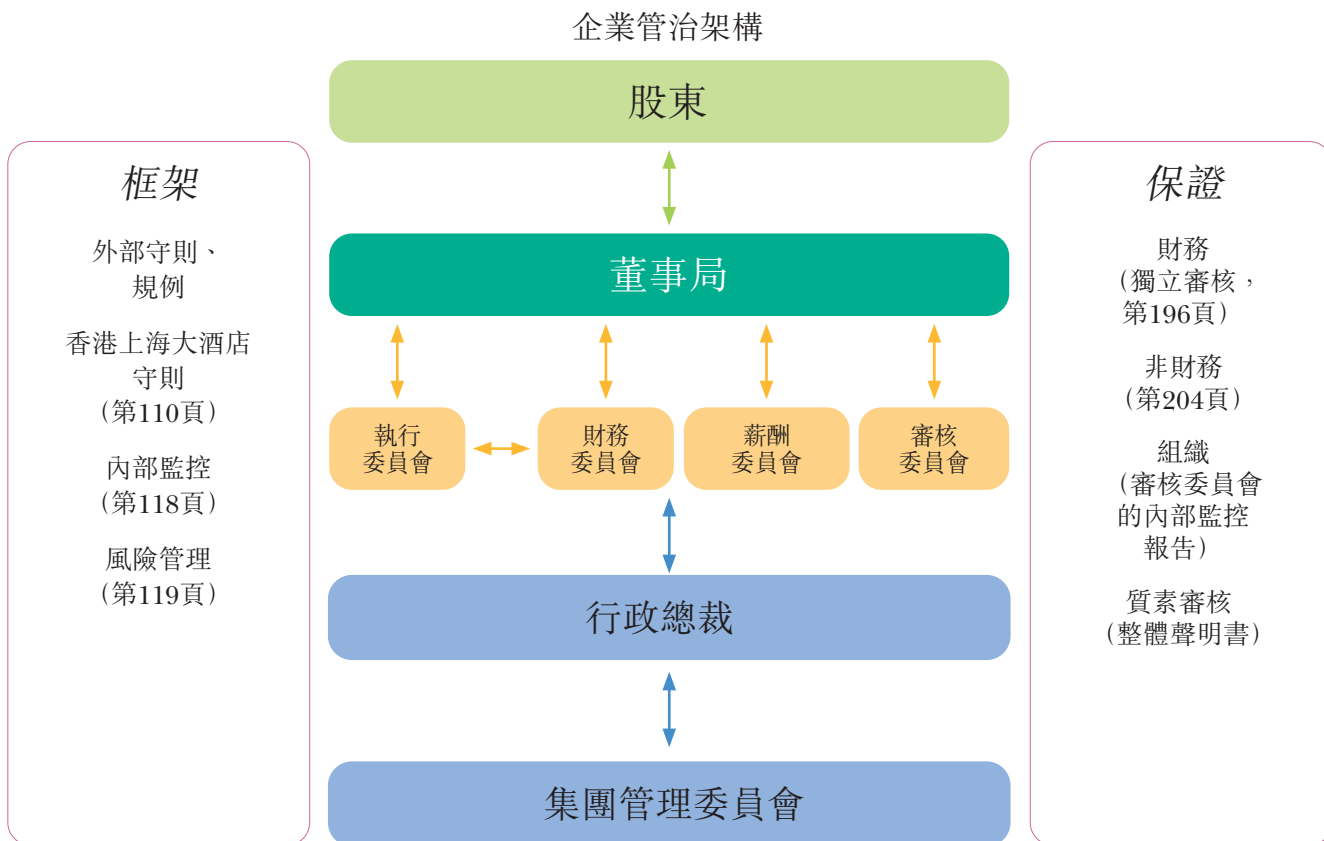 企業管治架構
股東
框架
外部守則、
規例
香港上海大酒店
守則
（第110頁）
內部監控
（第118頁）
風險管理
（第119頁）
董事局
執行
委員會
財務
委員會
薪酬
委員會
審核
委員會
行政總裁
集團管理委員會
保證
財務
（獨立審核，
第196頁）
非財務
（第204頁）
組織
（審核委員會
的內部監控
報告）
質素審核
（整體聲明書）